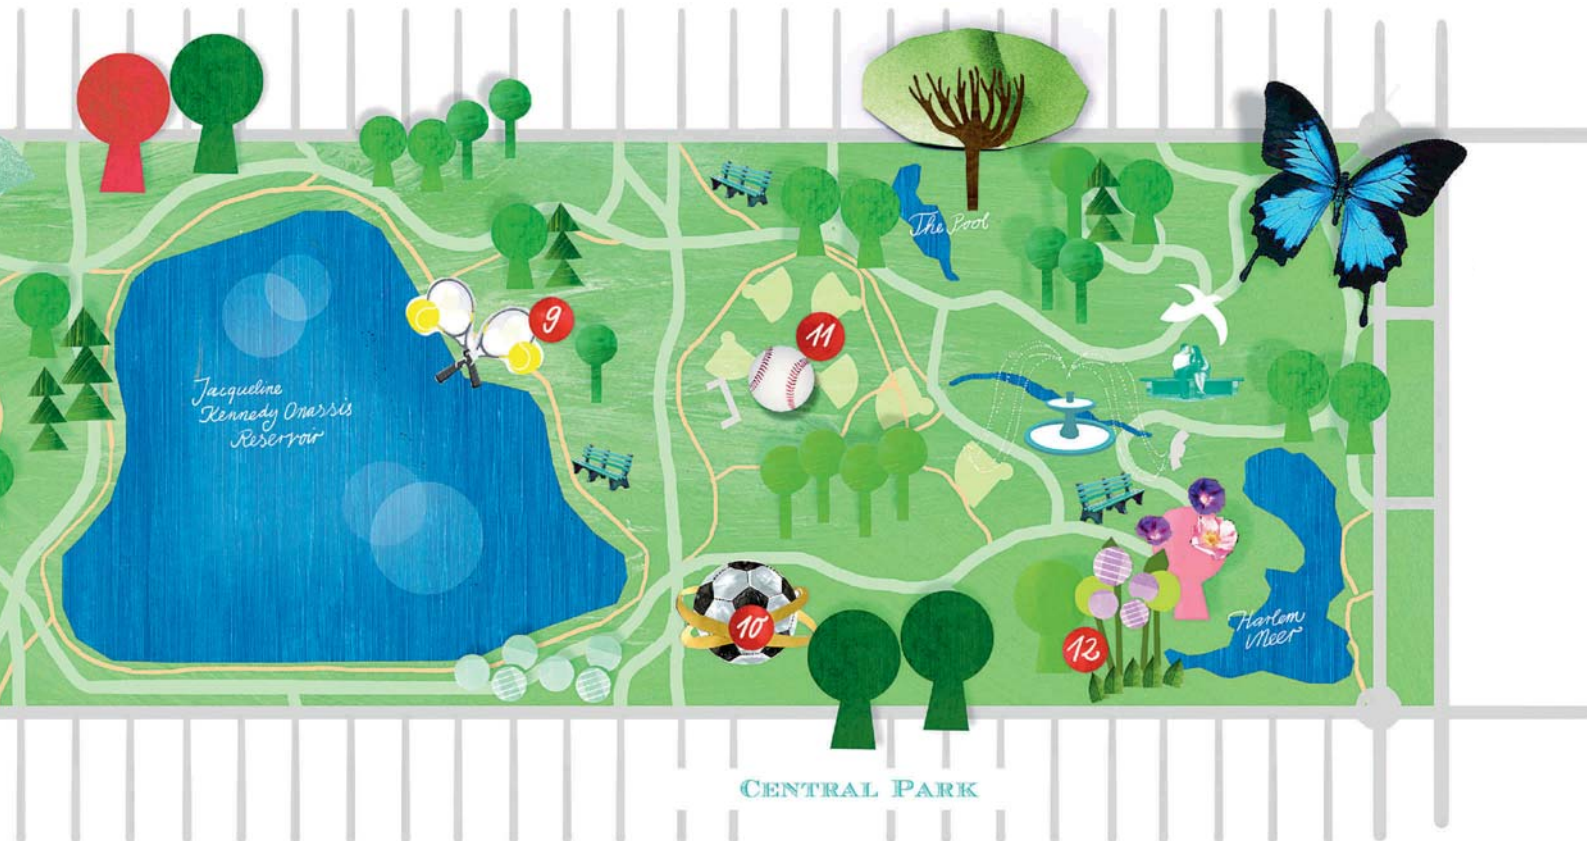 The Pool
9
11
Jacqueline
Kennedy Onassis
Reservoir
10
12
Harlem
Meer
CENTRAL PARK